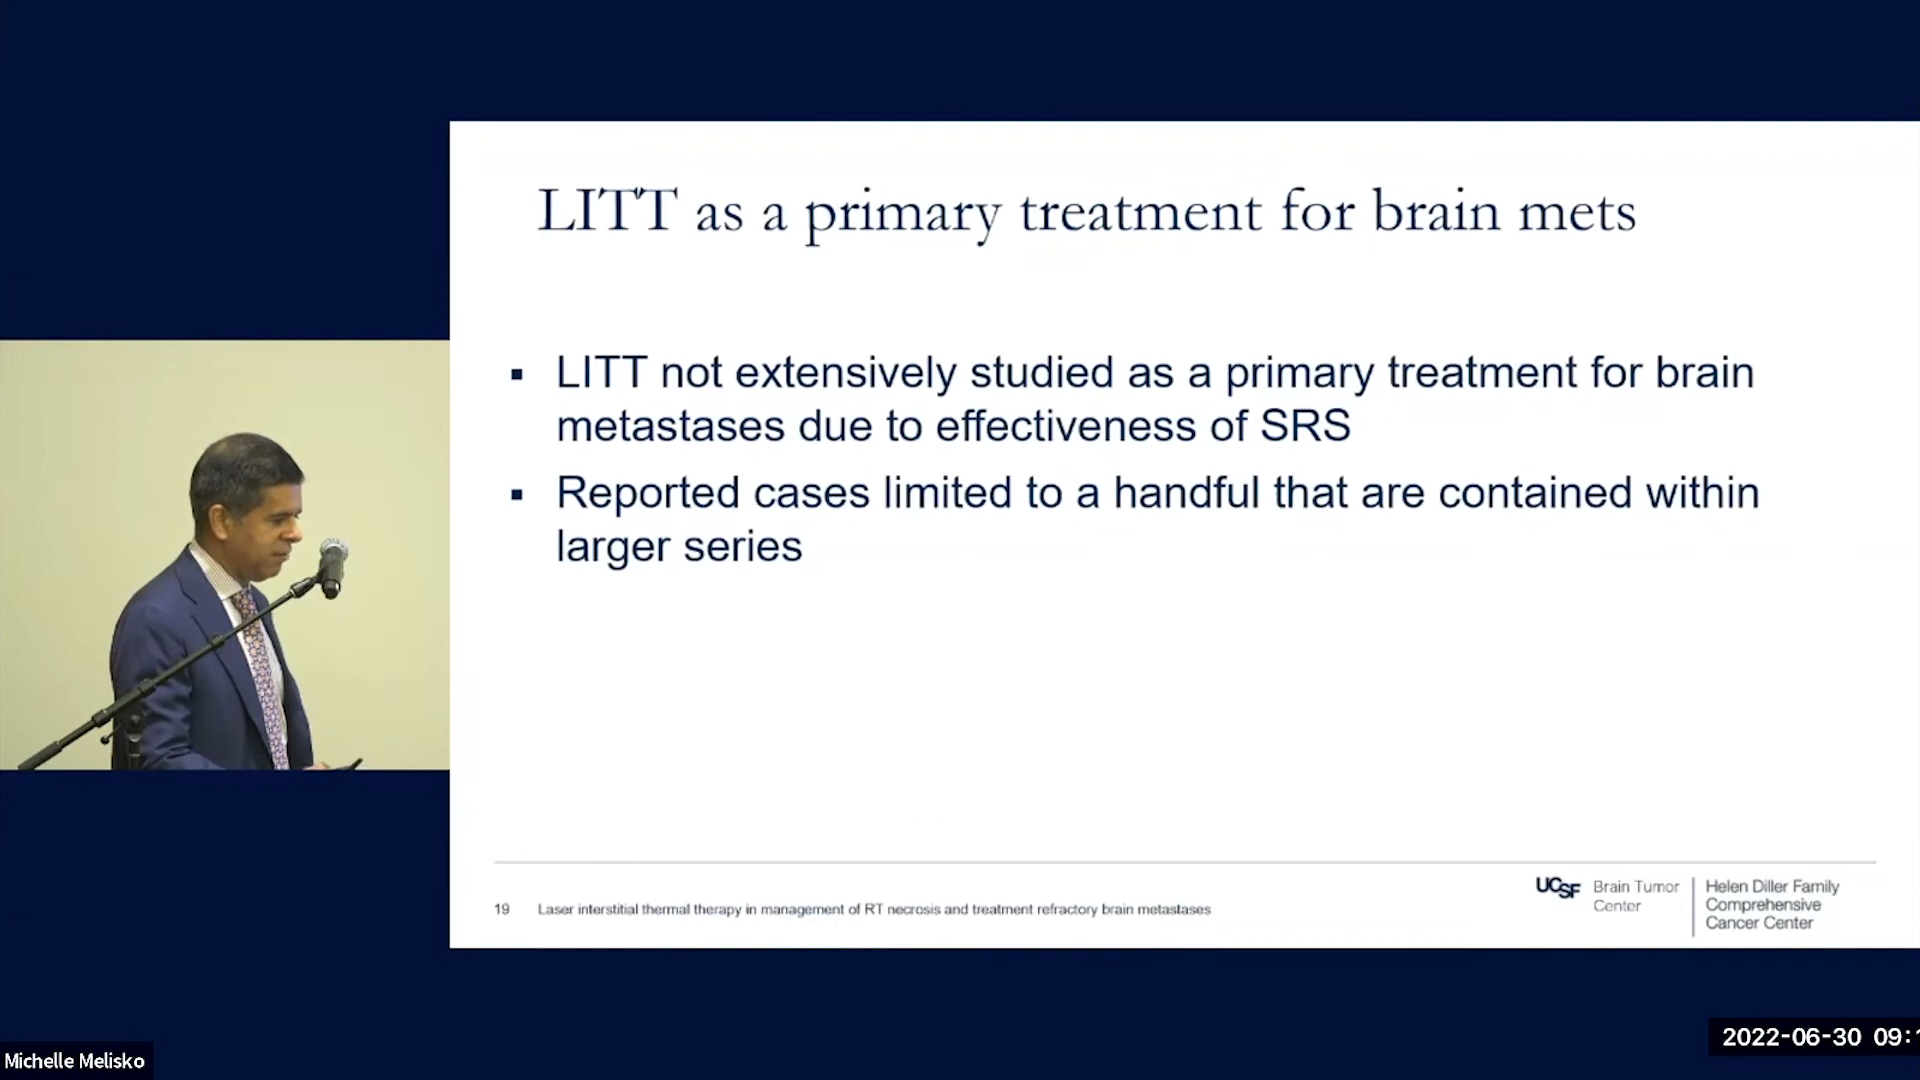 LITT as a primary treatment for brain mets
▪ LITT not extensively studied as a primary treatment for brain
metastases due to effectiveness of SRS
▪ Reported cases limited to a handful that are contained within
larger series
19 Laser interstitial thermal therapy in management of RT necrosis and treatment refractory brain metastases
UCSF
Brain Tumor
Center
Helen Diller Family
Comprehensive
Cancer Center
Michelle Melisko
2022-06-30 09:1